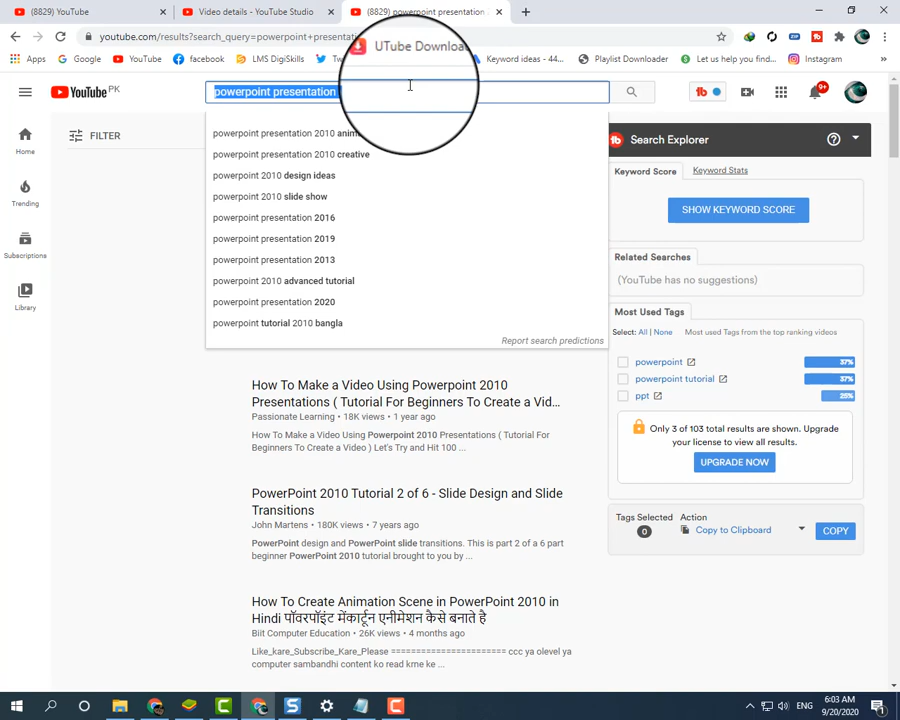 (8829) YouTube
Video details - YouTube Studio
(8829) powerpoint presentation
youtube.com/results?search_query=powerpoint+presentati
UTube Downloa
Apps
Google
YouTube
facebook
LMS DigiSkills
Keyword ideas - 44...
Playlist Downloader
Let us help you find...
Instagram
YouTube PK
powerpoint presentation
9+
FILTER
Home
Trending
Subscriptions
Library
powerpoint presentation 2010
powerpoint presentation 2010 creative
powerpoint 2010 design ideas
powerpoint 2010 slide show
powerpoint presentation 2016
powerpoint presentation 2019
powerpoint presentation 2013
powerpoint 2010 advanced tutorial
powerpoint presentation 2020
powerpoint tutorial 2010 bangla
Report search predictions
How To Make a Video Using Powerpoint 2010
Presentations ( Tutorial For Beginners To Create a Vid...
Passionate Learning • 18K views • 1 year ago
How To Make a Video Using Powerpoint 2010 Presentations ( Tutorial For
Beginners To Create a Video ) Let's Try and Hit 100 ...
PowerPoint 2010 Tutorial 2 of 6 - Slide Design and Slide
Transitions
John Martens • 180K views • 7 years ago
PowerPoint design and PowerPoint slide transitions. This is part 2 of a 6 part
beginner PowerPoint 2010 tutorial brought to you by ...
How To Create Animation Scene in PowerPoint 2010 in
Hindi पॉवरपॉइंट मेंकार्टून एनीमेशन कैसे बनाते है
Biit Computer Education • 26K views • 4 months ago
Like_kare_Subscribe_Kare_Please ======================= ccc ya olevel ya
computer sambandhi content ko read krne ke ...
Search Explorer
Keyword Score
Keyword Stats
SHOW KEYWORD SCORE
Related Searches
(YouTube has no suggestions)
Most Used Tags
Select: All | None Most used Tags from the top ranking videos
powerpoint 37%
powerpoint tutorial 37%
ppt 25%
Only 3 of 103 total results are shown. Upgrade
your license to view all results.
UPGRADE NOW
Tags Selected
0
Action
Copy to Clipboard
COPY
ENG
6:03 AM
9/20/2020
1